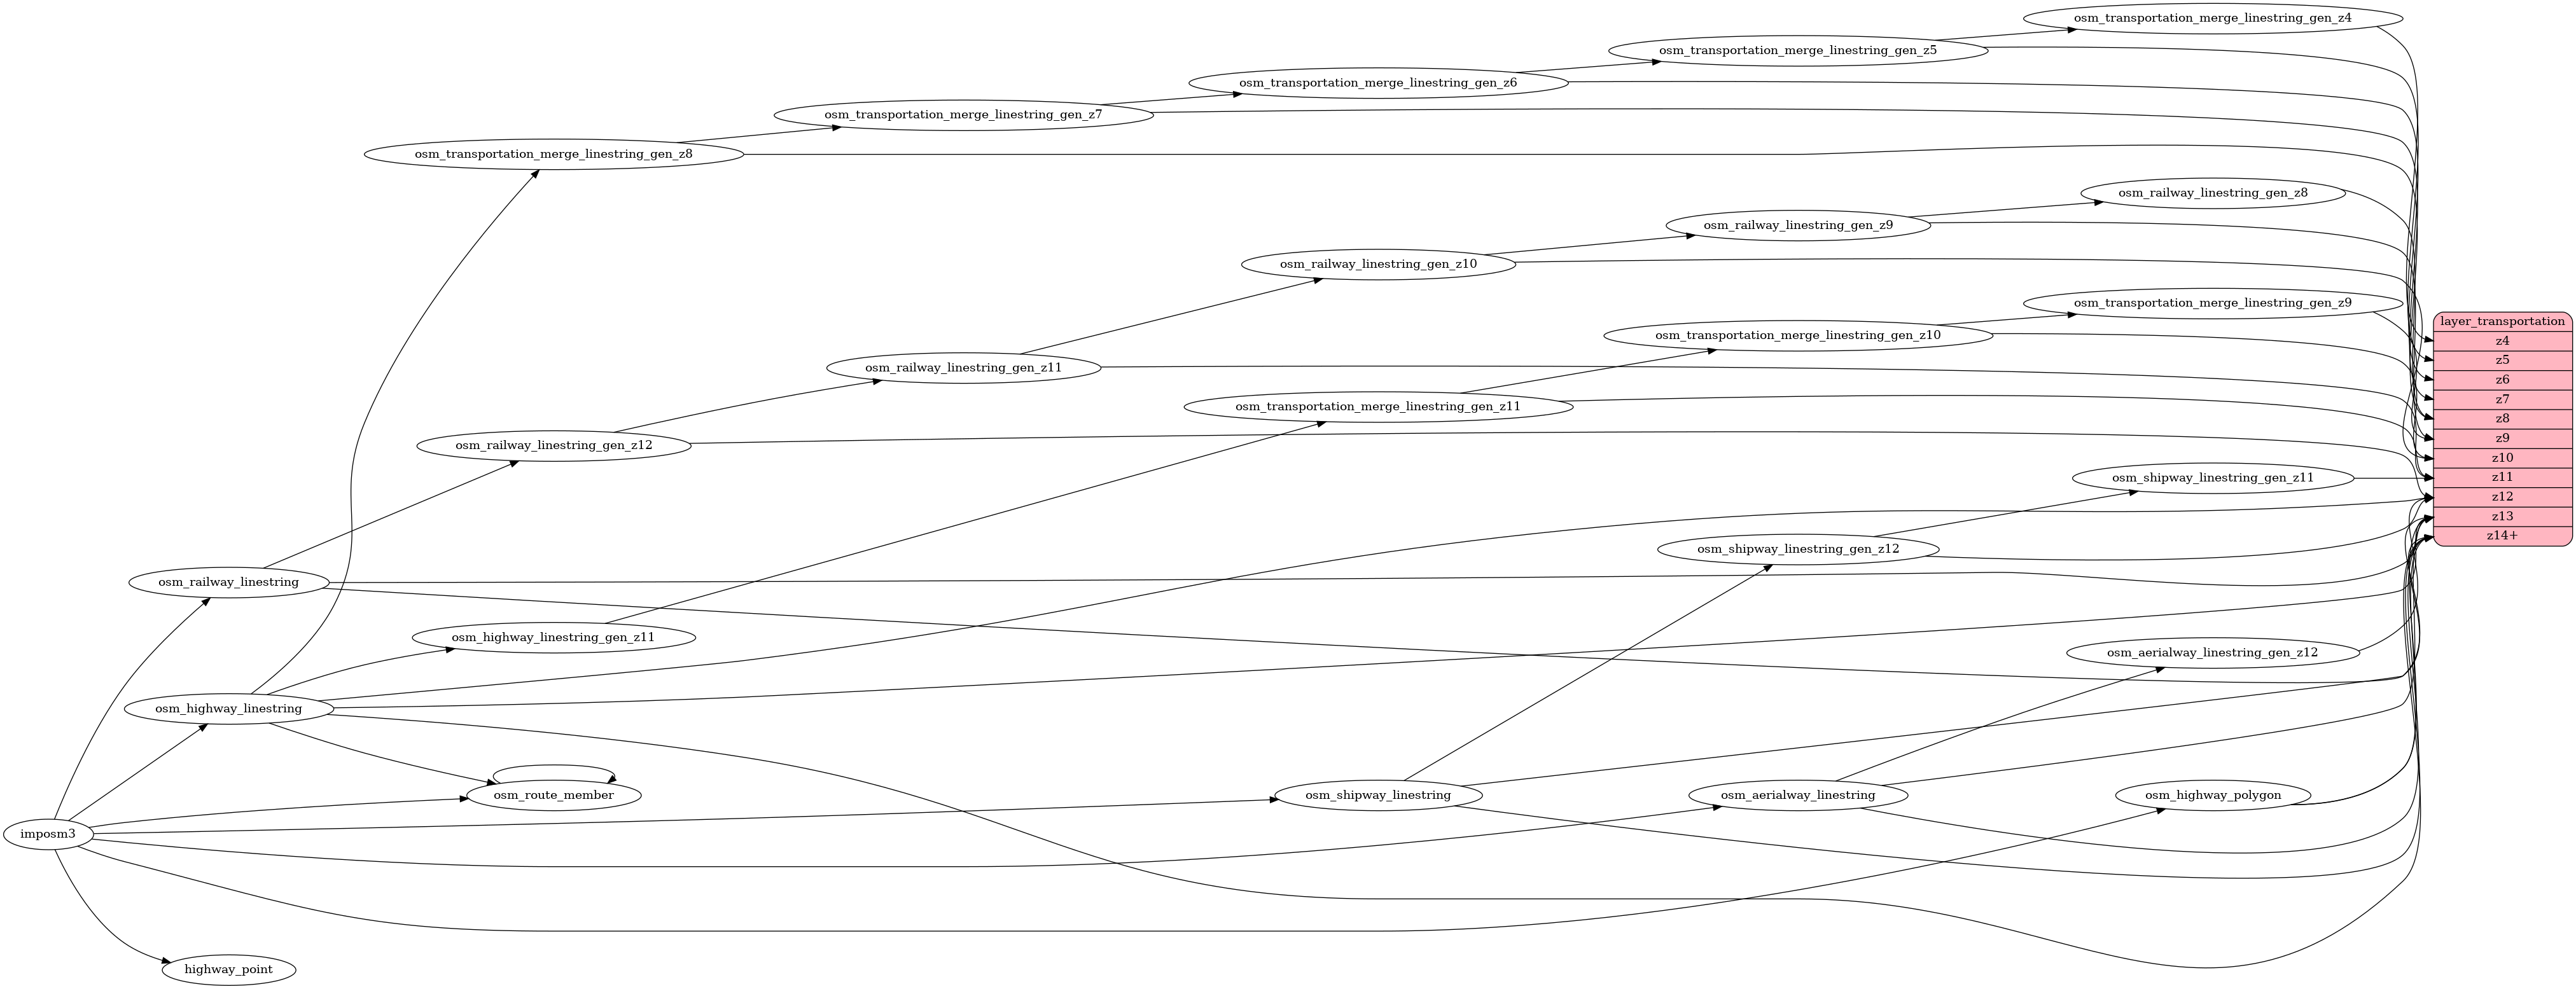 osm_transportation_merge_linestring_gen_z4
osm_transportation_merge_linestring_gen_z5
osm_transportation_merge_linestring_gen_z6
osm_transportation_merge_linestring_gen_z7
osm_transportation_merge_linestring_gen_z8
osm_railway_linestring_gen_z8
osm_railway_linestring_gen_z9
osm_railway_linestring_gen_z10
osm_transportation_merge_linestring_gen_z9
osm_transportation_merge_linestring_gen_z10
osm_railway_linestring_gen_z11
osm_transportation_merge_linestring_gen_z11
osm_railway_linestring_gen_z12
layer_transportation
z4
z5
z6
z7
z8
z9
z10
z11
z12
z13
z14+
osm_shipway_linestring_gen_z11
osm_shipway_linestring_gen_z12
osm_railway_linestring
osm_highway_linestring_gen_z11
osm_aerialway_linestring_gen_z12
osm_highway_linestring
osm_route_member
osm_shipway_linestring
osm_aerialway_linestring
osm_highway_polygon
imposm3
highway_point